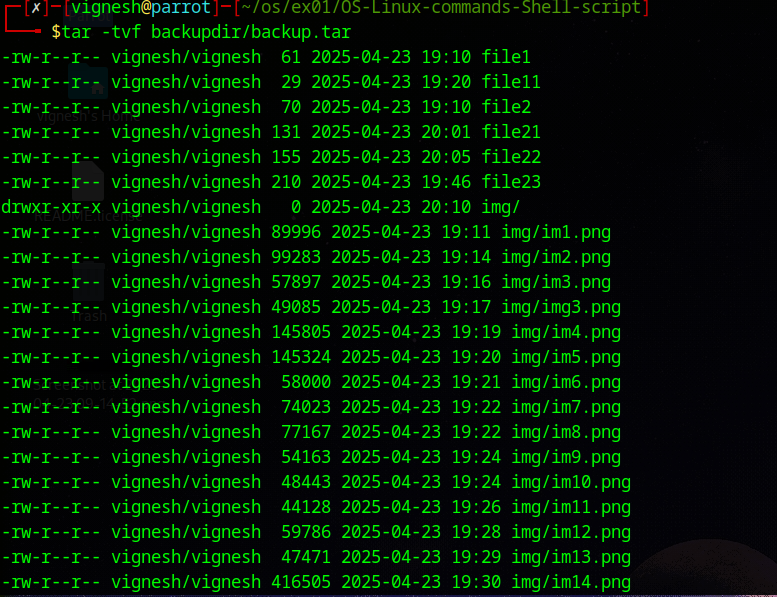 [✗]─[vignesh@parrot]─[~/os/ex01/OS-Linux-commands-Shell-script]
$tar -tvf backupdir/backup.tar
-rw-r--r-- vignesh/vignesh  61 2025-04-23 19:10 file1
-rw-r--r-- vignesh/vignesh  29 2025-04-23 19:20 file11
-rw-r--r-- vignesh/vignesh  70 2025-04-23 19:10 file2
-rw-r--r-- vignesh/vignesh 131 2025-04-23 20:01 file21
-rw-r--r-- vignesh/vignesh 155 2025-04-23 20:05 file22
-rw-r--r-- vignesh/vignesh 210 2025-04-23 19:46 file23
drwxr-xr-x vignesh/vignesh   0 2025-04-23 20:10 img/
-rw-r--r-- vignesh/vignesh 89996 2025-04-23 19:11 img/im1.png
-rw-r--r-- vignesh/vignesh 99283 2025-04-23 19:14 img/im2.png
-rw-r--r-- vignesh/vignesh 57897 2025-04-23 19:16 img/im3.png
-rw-r--r-- vignesh/vignesh 49085 2025-04-23 19:17 img/img3.png
-rw-r--r-- vignesh/vignesh 145805 2025-04-23 19:19 img/im4.png
-rw-r--r-- vignesh/vignesh 145324 2025-04-23 19:20 img/im5.png
-rw-r--r-- vignesh/vignesh  58000 2025-04-23 19:21 img/im6.png
-rw-r--r-- vignesh/vignesh  74023 2025-04-23 19:22 img/im7.png
-rw-r--r-- vignesh/vignesh  77167 2025-04-23 19:22 img/im8.png
-rw-r--r-- vignesh/vignesh  54163 2025-04-23 19:24 img/im9.png
-rw-r--r-- vignesh/vignesh  48443 2025-04-23 19:24 img/im10.png
-rw-r--r-- vignesh/vignesh  44128 2025-04-23 19:26 img/im11.png
-rw-r--r-- vignesh/vignesh  59786 2025-04-23 19:28 img/im12.png
-rw-r--r-- vignesh/vignesh  47471 2025-04-23 19:29 img/im13.png
-rw-r--r-- vignesh/vignesh 416505 2025-04-23 19:30 img/im14.png